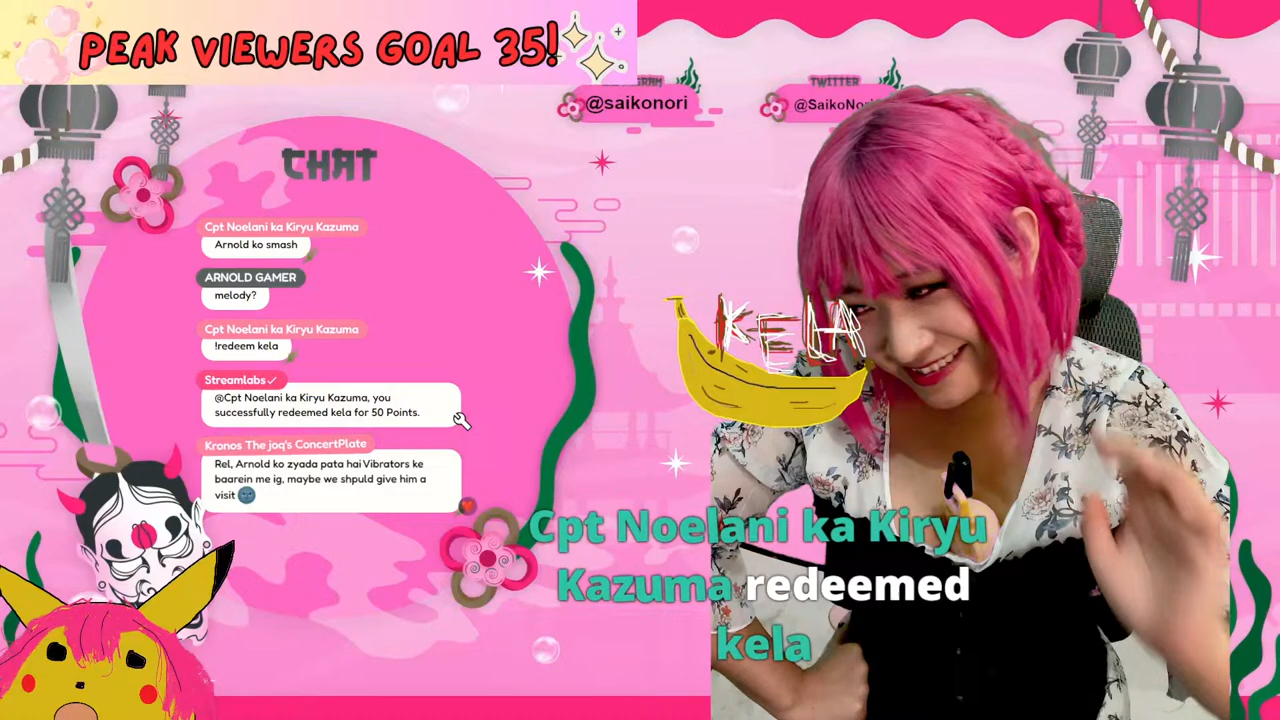 PEAK VIEWERS GOAL 35!
TWITTER
@saikonori
@SaikoNori
CHAT
Cpt Noelani ka Kiryu Kazuma
Arnold ko smash
ARNOLD GAMER
melody?
Cpt Noelani ka Kiryu Kazuma
!redeem kela
Streamlabs
@Cpt Noelani ka Kiryu Kazuma, you
successfully redeemed kela for 50 Points.
Kronos The joq's ConcertPlate
Rel, Arnold ko zyada pata hai Vibrators ke
baarein me ig, maybe we shpuld give him a
visit
KELA
Cpt Noelani ka Kiryu
Kazuma redeemed
kela